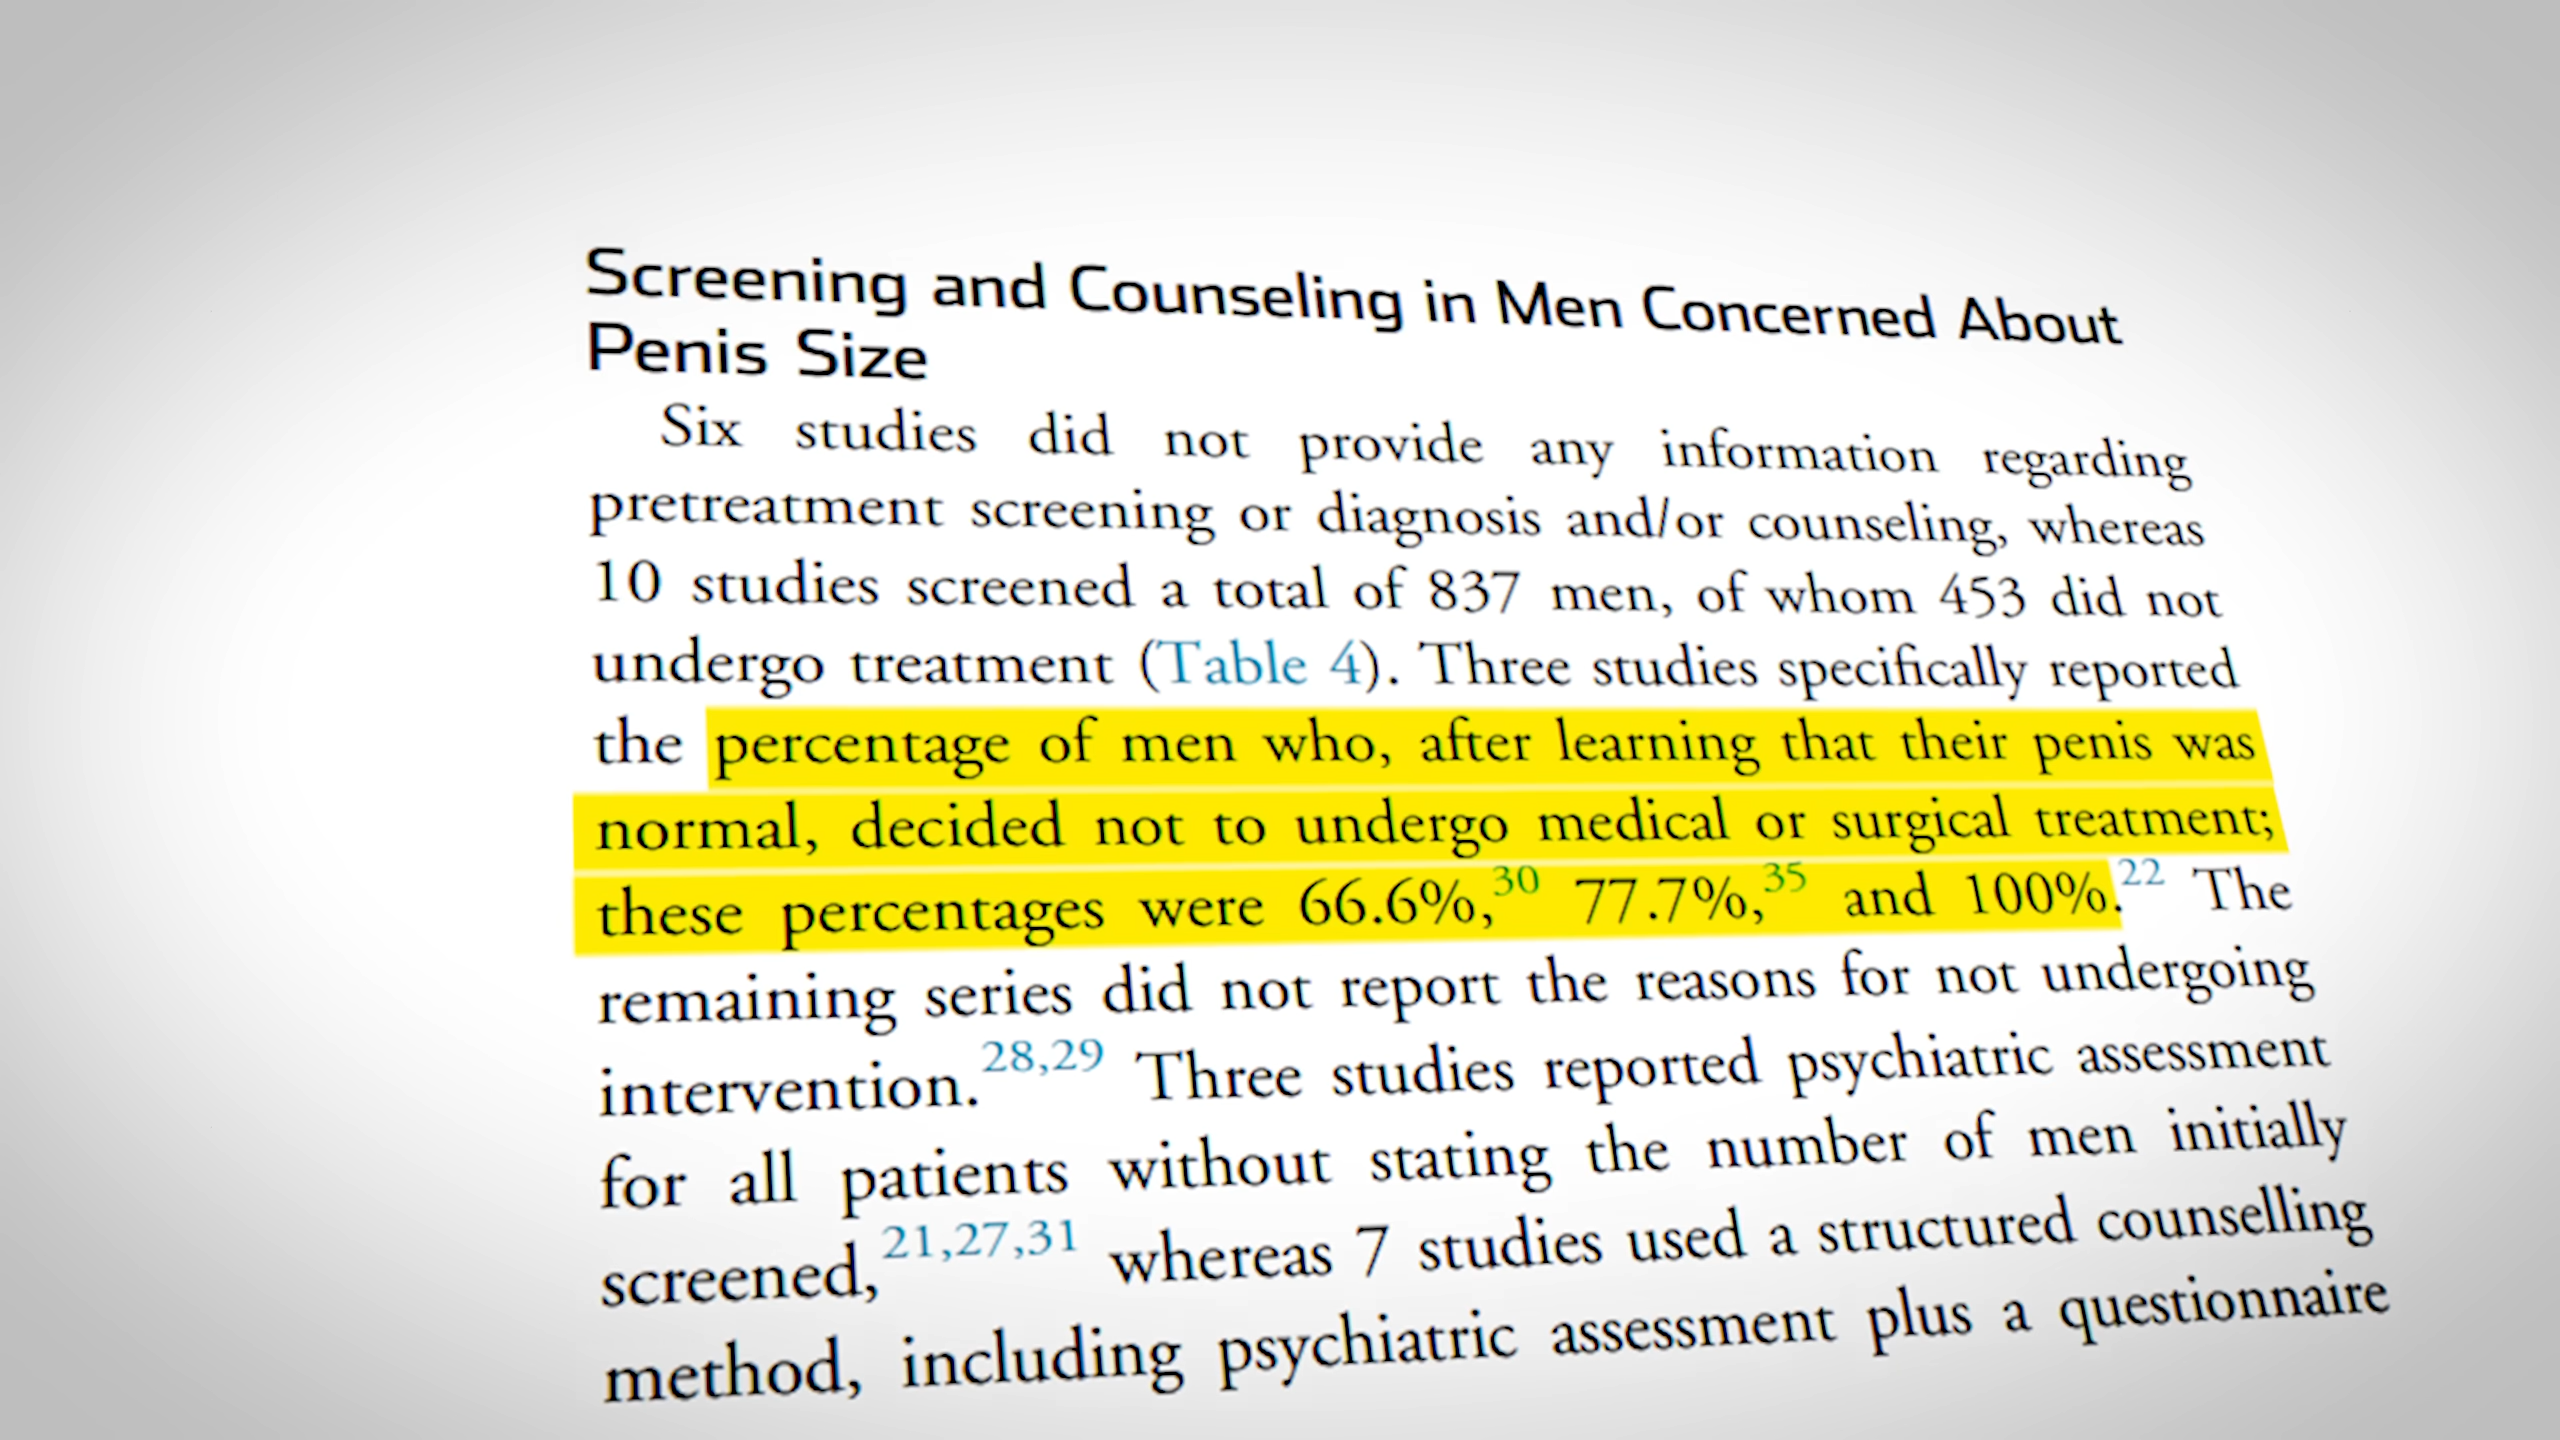 Screening and Counseling in Men Concerned About
Penis Size
Six studies did not provide any information regarding
pretreatment screening or diagnosis and/or counseling, whereas
10 studies screened a total of 837 men, of whom 453 did not
undergo treatment (Table 4). Three studies specifically reported
the percentage of men who, after learning that their penis was
normal, decided not to undergo medical or surgical treatment;
these percentages were 66.6%,30 77.7%,35 and 100%.22 The
remaining series did not report the reasons for not undergoing
intervention.28,29 Three studies reported psychiatric assessment
for all patients without stating the number of men initially
screened,21,27,31 whereas 7 studies used a structured counselling
method, including psychiatric assessment plus a questionnaire